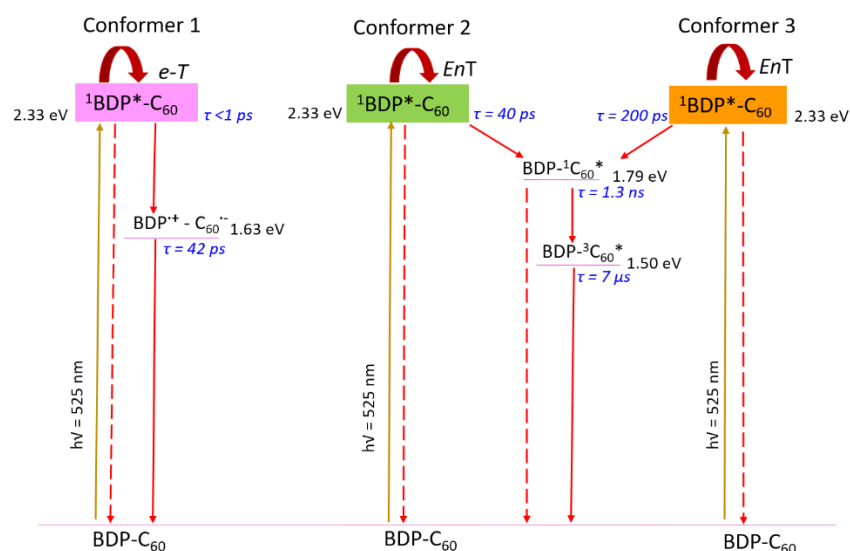 Conformer 1
Conformer 2
Conformer 3
e-T
EnT
EnT
¹BDP*-C₆₀
¹BDP*-C₆₀
¹BDP*-C₆₀
2.33 eV
τ <1 ps
2.33 eV
τ = 40 ps
τ = 200 ps
2.33 eV
BDP-¹C₆₀*
1.79 eV
τ = 1.3 ns
BDP˙⁺ - C₆₀˙⁻
1.63 eV
τ = 42 ps
BDP-³C₆₀*
1.50 eV
τ = 7 µs
hν = 525 nm
hν = 525 nm
hν = 525 nm
BDP-C₆₀
BDP-C₆₀
BDP-C₆₀